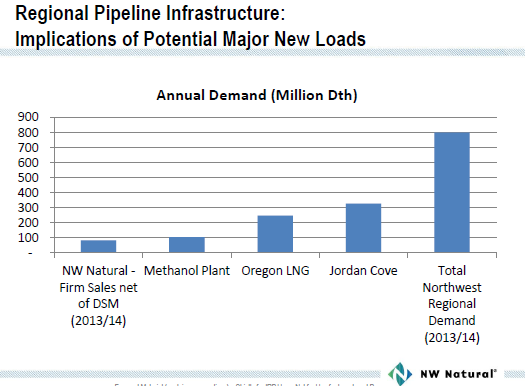 Regional Pipeline Infrastructure:
Implications of Potential Major New Loads
Annual Demand (Million Dth)
900
800
700
600
500
400
300
200
100
-
NW Natural - Firm Sales net of DSM (2013/14)
Methanol Plant
Oregon LNG
Jordan Cove
Total Northwest Regional Demand (2013/14)
NW Natural®